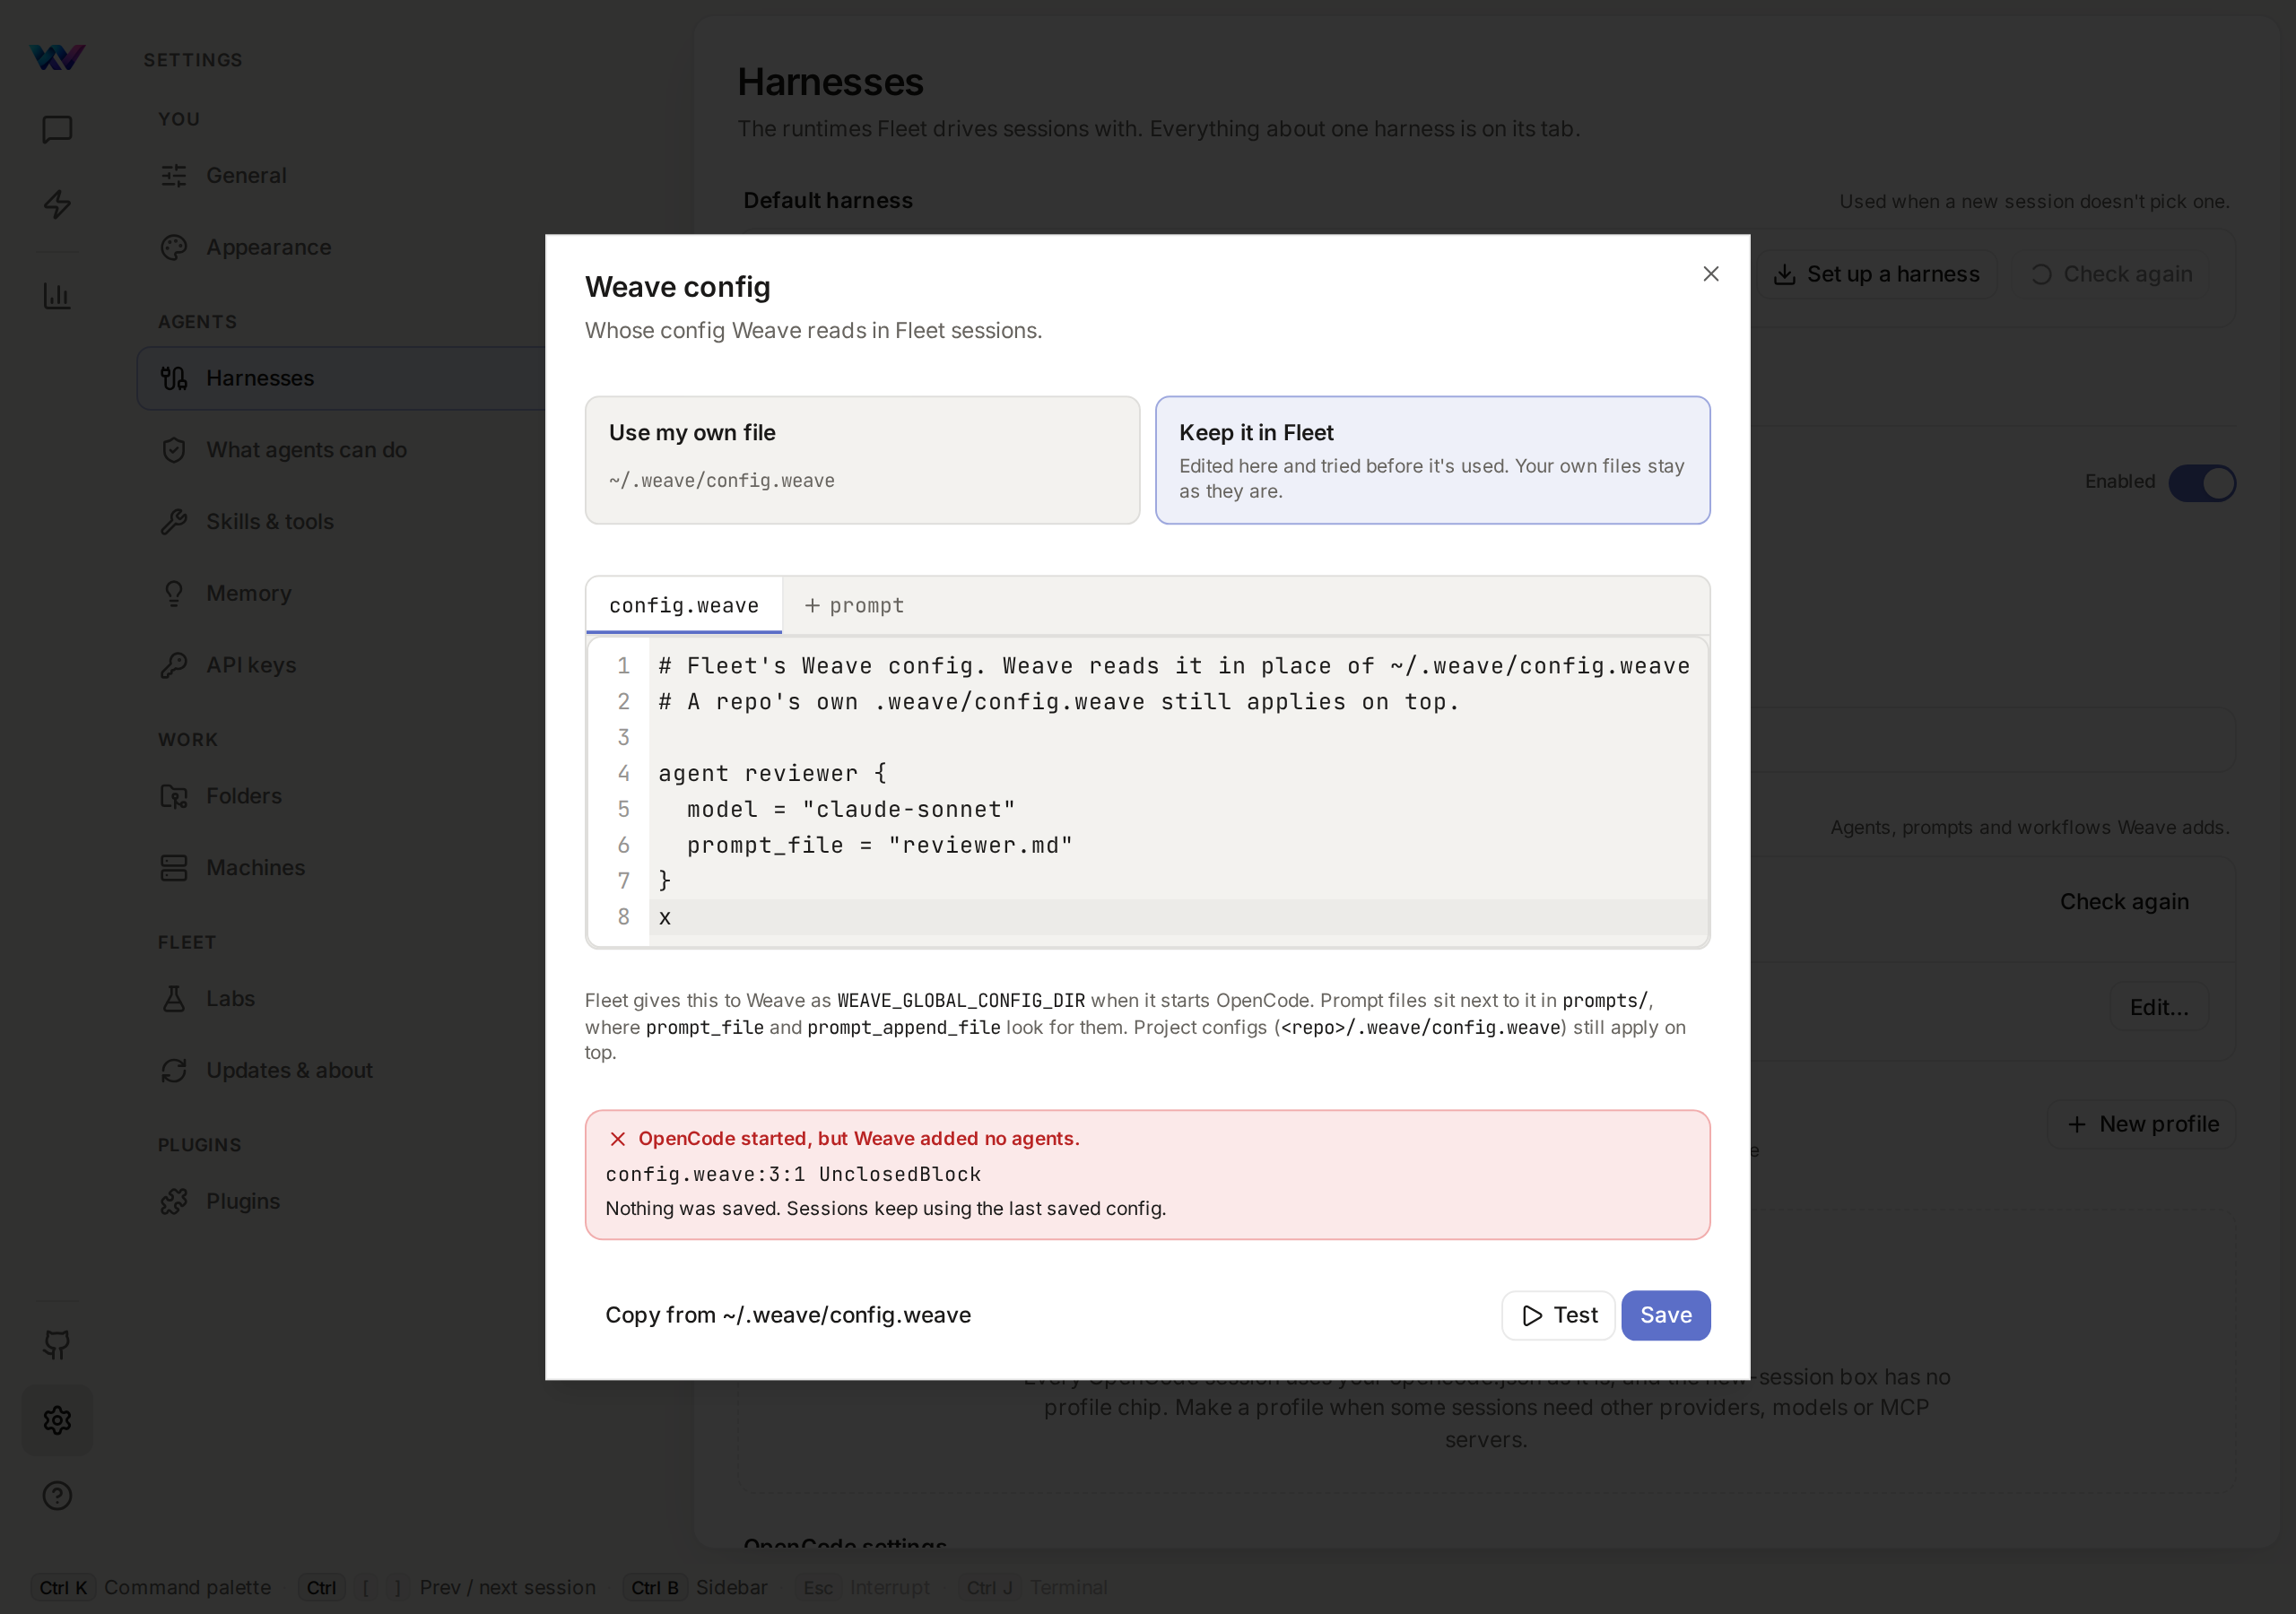 SETTINGS
YOU
General
Appearance
AGENTS
Harnesses
What agents can do
Skills & tools
Memory
API keys
WORK
Folders
Machines
FLEET
Labs
Updates & about
PLUGINS
Plugins
Harnesses
The runtimes Fleet drives sessions with. Everything about one harness is on its tab.
Default harness
Used when a new session doesn't pick one.
Set up a harness
Check again
Enabled
Agents, prompts and workflows Weave adds.
Check again
Edit...
New profile
e
Weave config
Whose config Weave reads in Fleet sessions.
Use my own file
~/.weave/config.weave
Keep it in Fleet
Edited here and tried before it's used. Your own files stay
as they are.
config.weave
+ prompt
1 # Fleet's Weave config. Weave reads it in place of ~/.weave/config.weave
2 # A repo's own .weave/config.weave still applies on top.
3
4 agent reviewer {
5   model = "claude-sonnet"
6   prompt_file = "reviewer.md"
7 }
8 x
Fleet gives this to Weave as WEAVE_GLOBAL_CONFIG_DIR when it starts OpenCode. Prompt files sit next to it in prompts/,
where prompt_file and prompt_append_file look for them. Project configs (<repo>/.weave/config.weave) still apply on
top.
OpenCode started, but Weave added no agents.
config.weave:3:1 UnclosedBlock
Nothing was saved. Sessions keep using the last saved config.
Copy from ~/.weave/config.weave
Test
Save
Every OpenCode session uses your opencode.json as it is, and the new-session box has no
profile chip. Make a profile when some sessions need other providers, models or MCP
servers.
OpenCode settings
Ctrl K Command palette · Ctrl [ ] Prev / next session · Ctrl B Sidebar Esc Interrupt Ctrl J Terminal